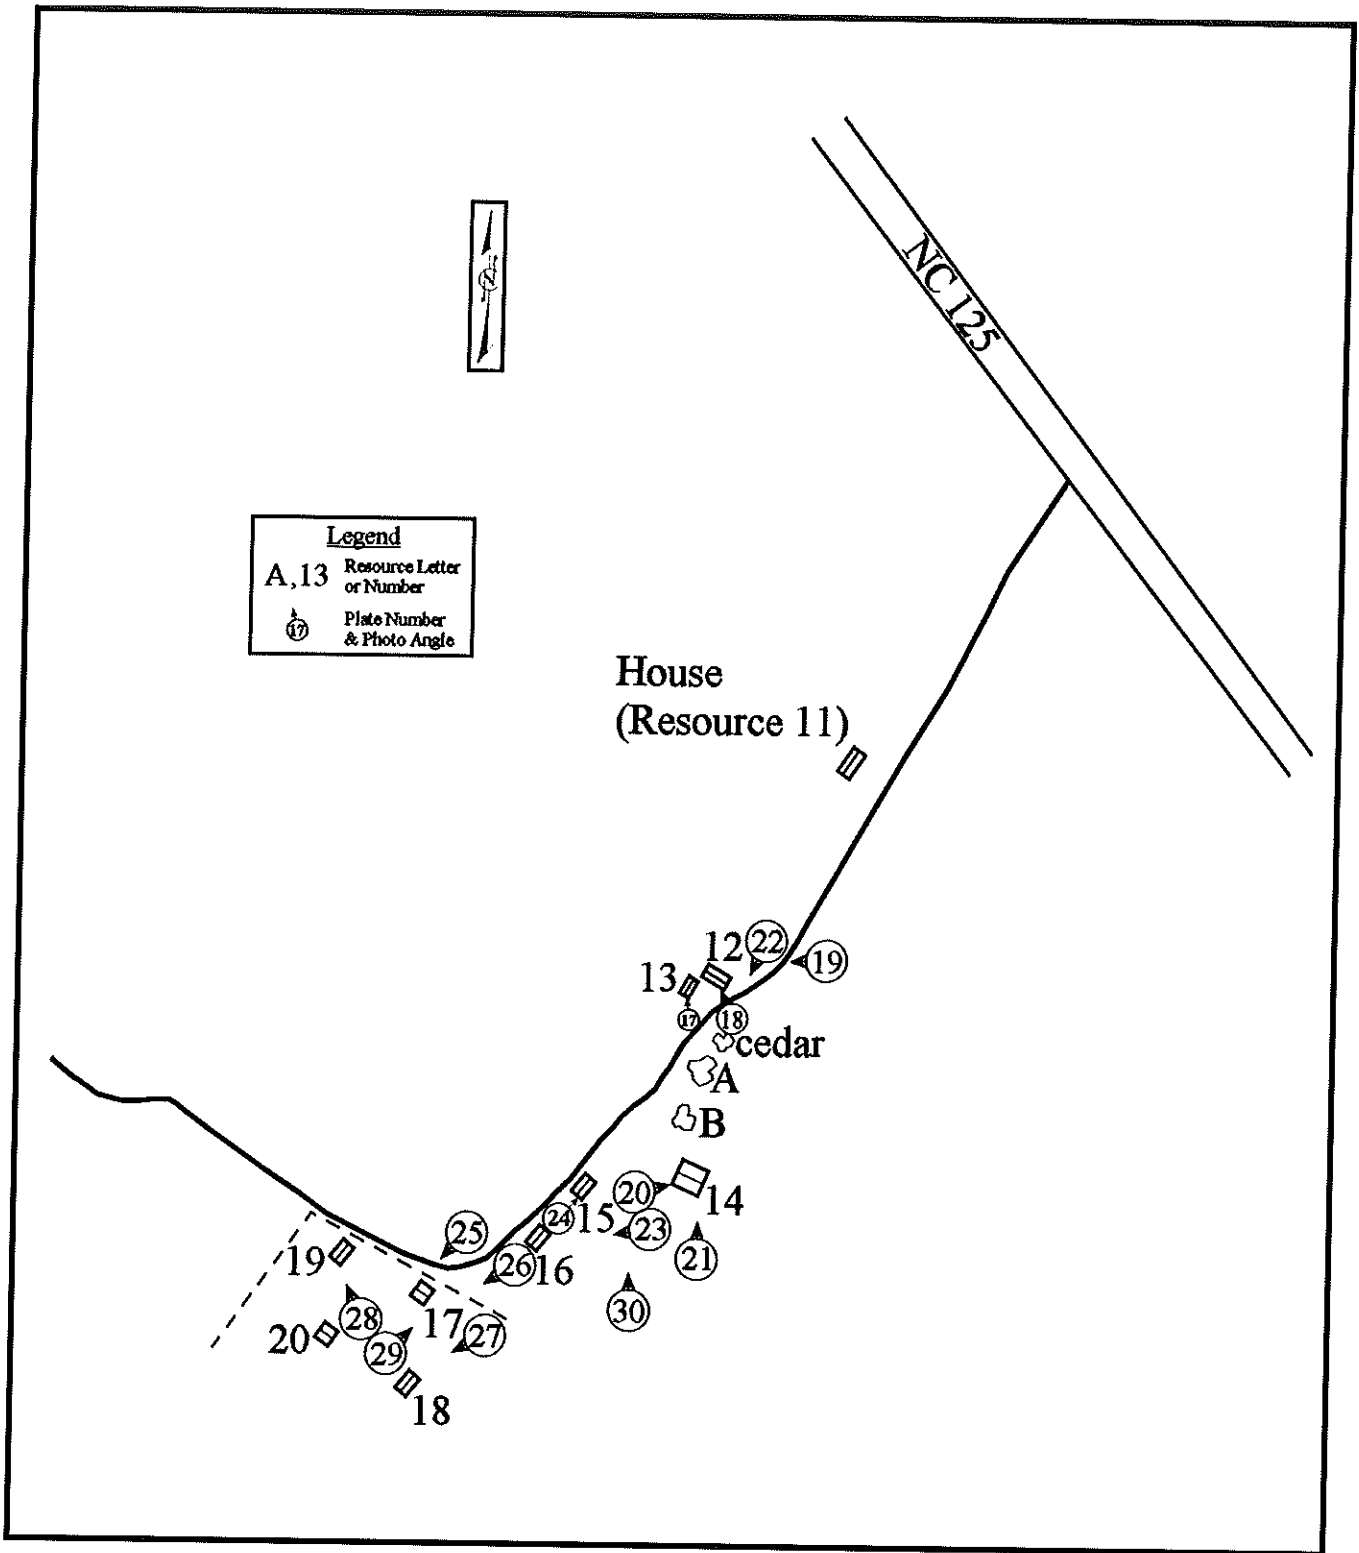 NC 125
Legend
A,13 Resource Letter
or Number
17 Plate Number
& Photo Angle
House
(Resource 11)
12 22
19
13
17 18
cedar
A
B
20 14
24 15 23
25
26 16 21
19
30
28 17 27
20 29
18